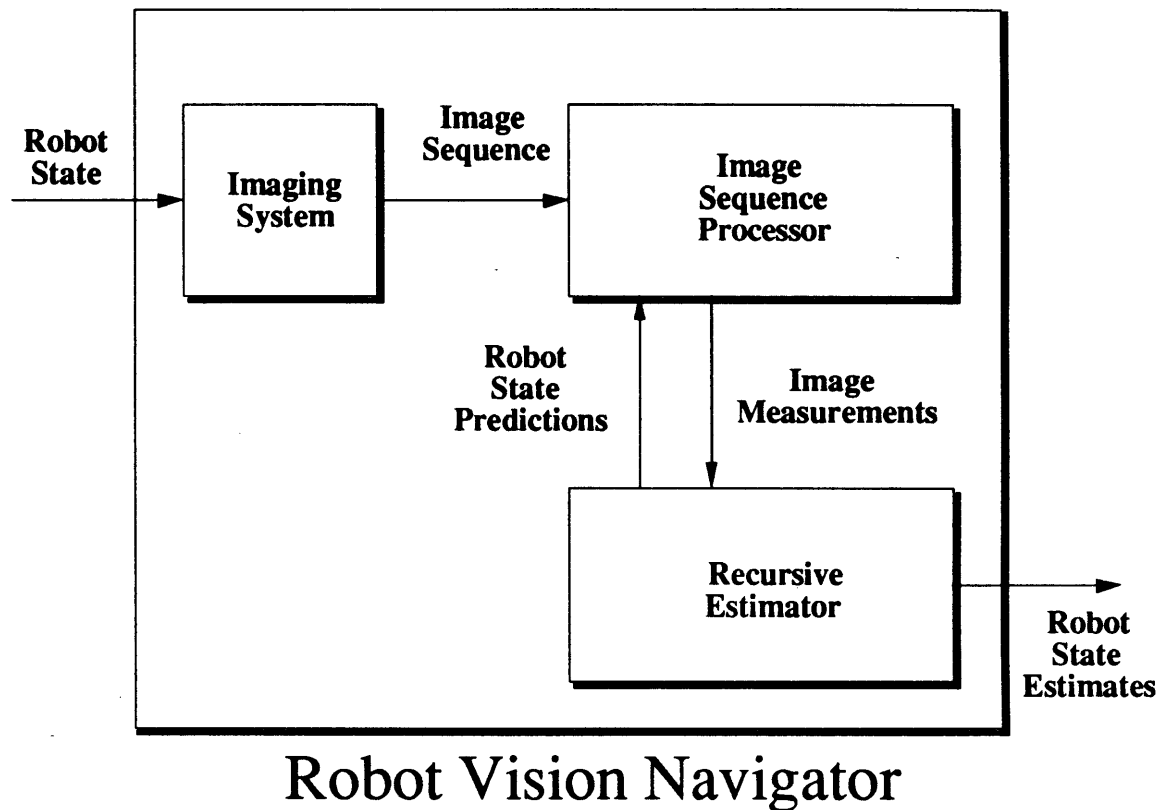 Robot
State
Imaging
System
Image
Sequence
Image
Sequence
Processor
Robot
State
Predictions
Image
Measurements
Recursive
Estimator
Robot
State
Estimates
Robot Vision Navigator